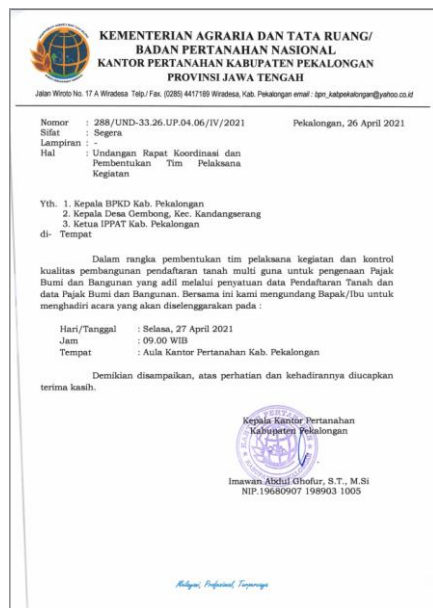 KEMENTERIAN AGRARIA DAN TATA RUANG/
BADAN PERTANAHAN NASIONAL
KANTOR PERTANAHAN KABUPATEN PEKALONGAN
PROVINSI JAWA TENGAH
Jalan Wiroto No. 17 A Wiradesa Telp./ Fax. (0285) 4417189 Wiradesa, Kab. Pekalongan email : bpn_kabpekalongan@yahoo.co.id
Nomor : 288/UND-33.26.UP.04.06/IV/2021 Pekalongan, 26 April 2021
Sifat : Segera
Lampiran : -
Hal : Undangan Rapat Koordinasi dan
Pembentukan Tim Pelaksana
Kegiatan
Yth. 1. Kepala BPKD Kab. Pekalongan
2. Kepala Desa Gembong, Kec. Kandangserang
3. Ketua IPPAT Kab. Pekalongan
di- Tempat
Dalam rangka pembentukan tim pelaksana kegiatan dan kontrol
kualitas pembangunan pendaftaran tanah multi guna untuk pengenaan Pajak
Bumi dan Bangunan yang adil melalui penyatuan data Pendaftaran Tanah dan
data Pajak Bumi dan Bangunan. Bersama ini kami mengundang Bapak/Ibu untuk
menghadiri acara yang akan diselenggarakan pada :
Hari/Tanggal : Selasa, 27 April 2021
Jam : 09.00 WIB
Tempat : Aula Kantor Pertanahan Kab. Pekalongan
Demikian disampaikan, atas perhatian dan kehadirannya diucapkan
terima kasih.
Kepala Kantor Pertanahan
Kabupaten Pekalongan
Imawan Abdul Ghofur, S.T., M.Si
NIP.19680907 198903 1005
Melayani, Profesional, Terpercaya